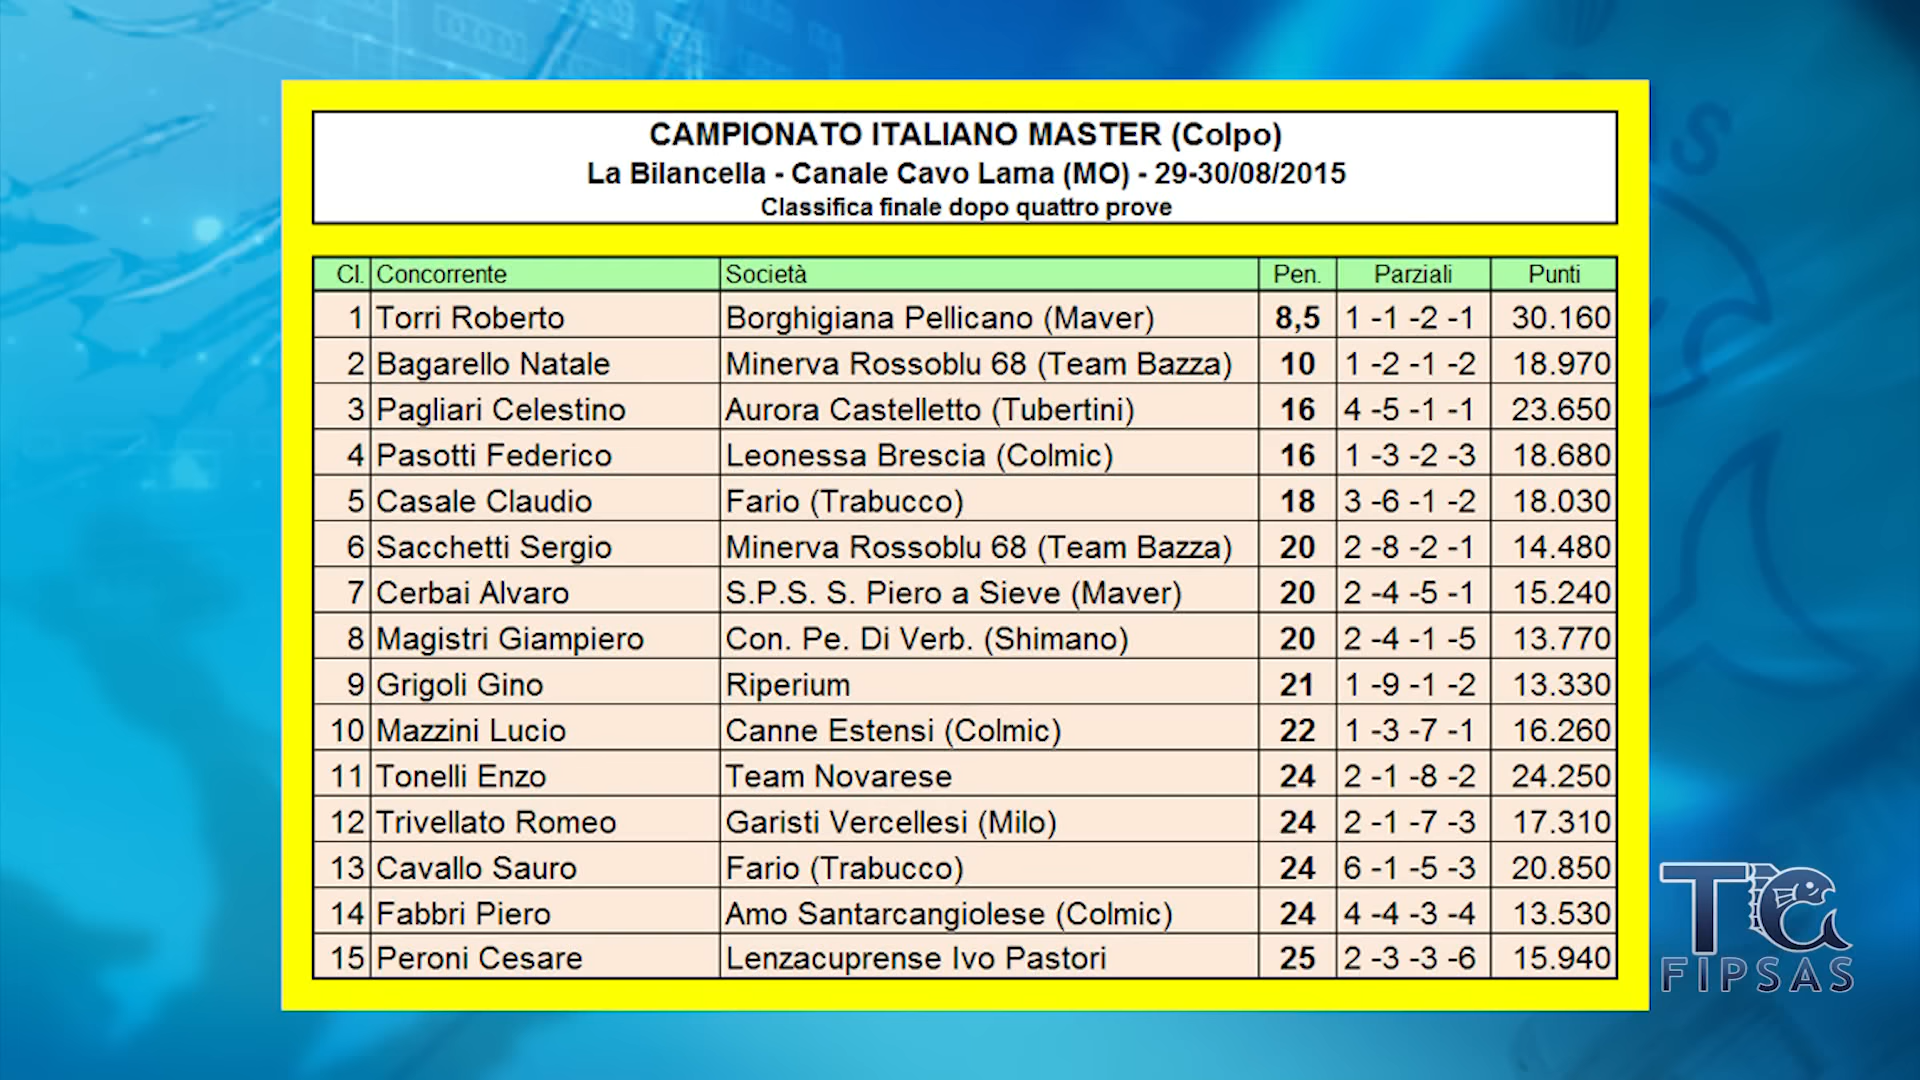 CAMPIONATO ITALIANO MASTER (Colpo)
La Bilancella - Canale Cavo Lama (MO) - 29-30/08/2015
Classifica finale dopo quattro prove
Cl. Concorrente Società Pen. Parziali Punti
1 Torri Roberto Borghigiana Pellicano (Maver) 8,5 1 -1 -2 -1 30.160
2 Bagarello Natale Minerva Rossoblu 68 (Team Bazza) 10 1 -2 -1 -2 18.970
3 Pagliari Celestino Aurora Castelletto (Tubertini) 16 4 -5 -1 -1 23.650
4 Pasotti Federico Leonessa Brescia (Colmic) 16 1 -3 -2 -3 18.680
5 Casale Claudio Fario (Trabucco) 18 3 -6 -1 -2 18.030
6 Sacchetti Sergio Minerva Rossoblu 68 (Team Bazza) 20 2 -8 -2 -1 14.480
7 Cerbai Alvaro S.P.S. S. Piero a Sieve (Maver) 20 2 -4 -5 -1 15.240
8 Magistri Giampiero Con. Pe. Di Verb. (Shimano) 20 2 -4 -1 -5 13.770
9 Grigoli Gino Riperium 21 1 -9 -1 -2 13.330
10 Mazzini Lucio Canne Estensi (Colmic) 22 1 -3 -7 -1 16.260
11 Tonelli Enzo Team Novarese 24 2 -1 -8 -2 24.250
12 Trivellato Romeo Garisti Vercellesi (Milo) 24 2 -1 -7 -3 17.310
13 Cavallo Sauro Fario (Trabucco) 24 6 -1 -5 -3 20.850
14 Fabbri Piero Amo Santarcangiolese (Colmic) 24 4 -4 -3 -4 13.530
15 Peroni Cesare Lenzacuprense Ivo Pastori 25 2 -3 -3 -6 15.940
TG
FIPSAS